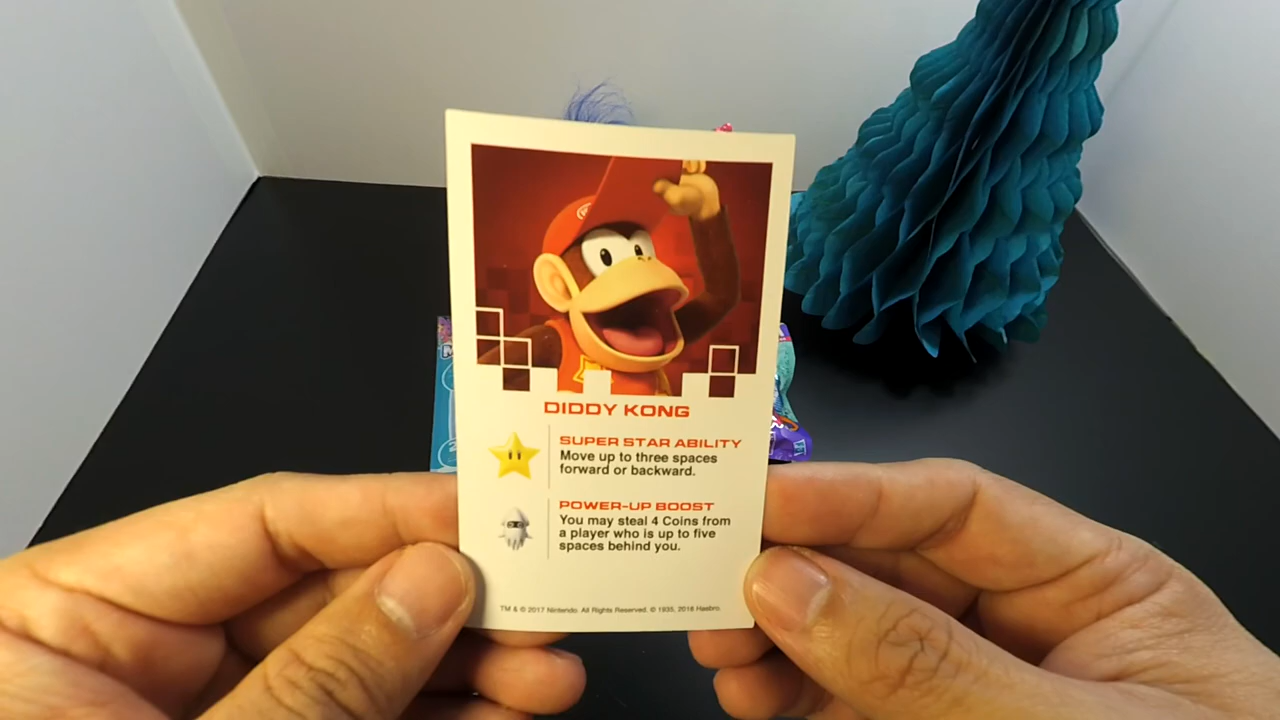 DIDDY KONG
SUPER STAR ABILITY
Move up to three spaces
forward or backward.
POWER-UP BOOST
You may steal 4 Coins from
a player who is up to five
spaces behind you.
TM & © 2017 Nintendo. All Rights Reserved. © 1935, 2016 Hasbro.